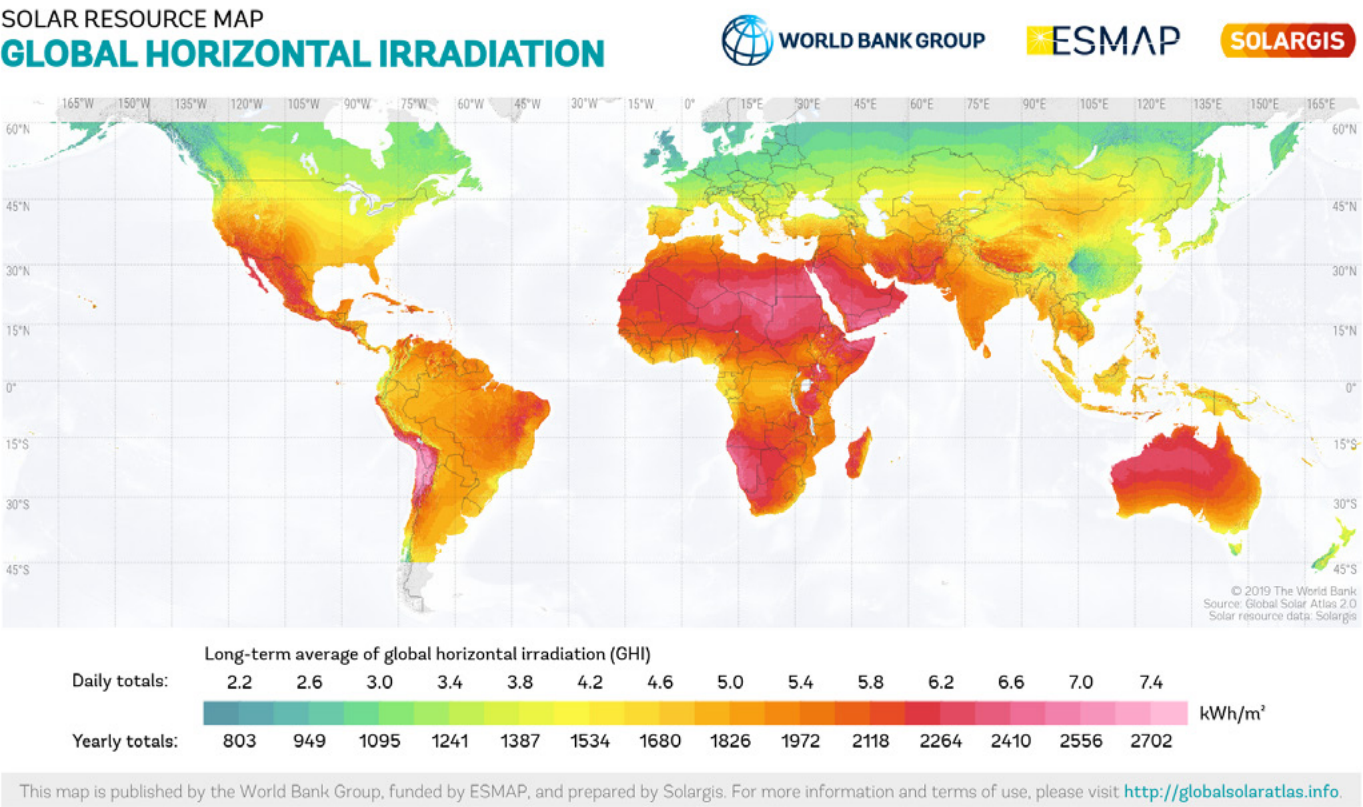 SOLAR RESOURCE MAP
GLOBAL HORIZONTAL IRRADIATION
WORLD BANK GROUP
ESMAP
SOLARGIS
165°W 150°W 135°W 120°W 105°W 90°W 75°W 60°W 45°W 30°W 15°W 0° 15°E 30°E 45°E 60°E 75°E 90°E 105°E 120°E 135°E 150°E 165°E
60°N 60°N
45°N 45°N
30°N 30°N
15°N 15°N
0° 0°
15°S 15°S
30°S 30°S
45°S 45°S
© 2019 The World Bank
Source: Global Solar Atlas 2.0
Solar resource data: Solargis
Long-term average of global horizontal irradiation (GHI)
Daily totals: 2.2 2.6 3.0 3.4 3.8 4.2 4.6 5.0 5.4 5.8 6.2 6.6 7.0 7.4
kWh/m²
Yearly totals: 803 949 1095 1241 1387 1534 1680 1826 1972 2118 2264 2410 2556 2702
This map is published by the World Bank Group, funded by ESMAP, and prepared by Solargis. For more information and terms of use, please visit http://globalsolaratlas.info.